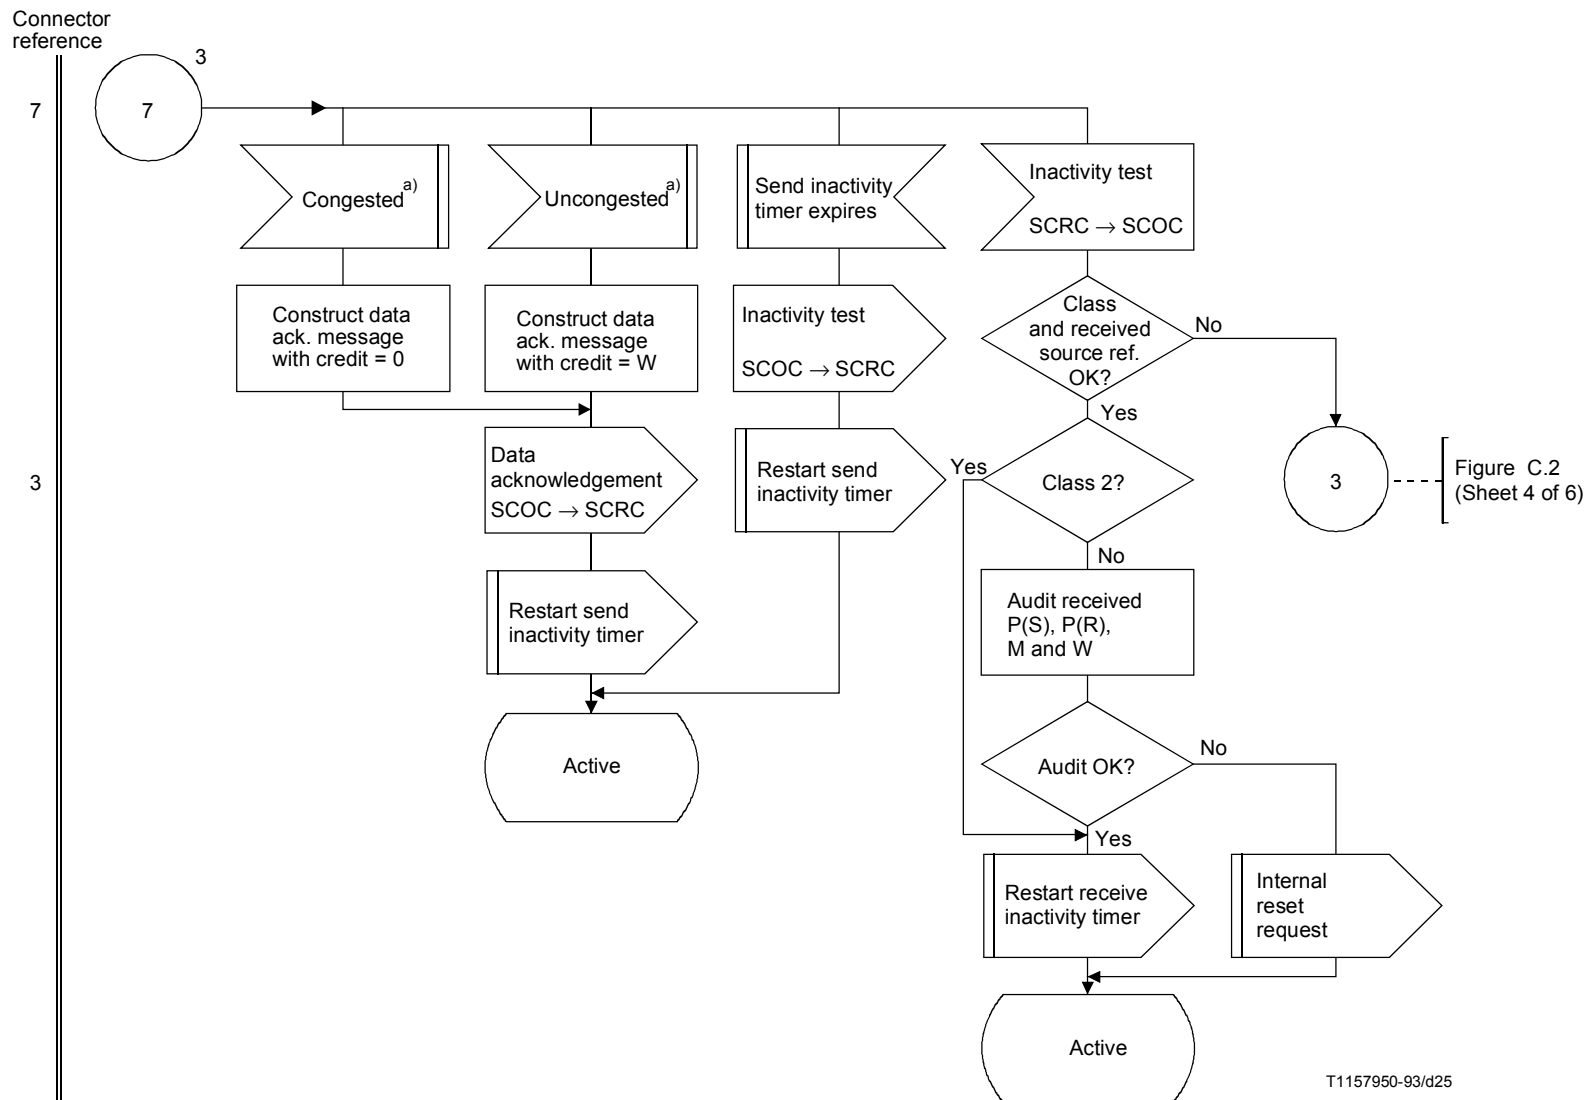 Connector
reference
3
7
7
Congested a)
Uncongested a)
Send inactivity
timer expires
Inactivity test
SCRC → SCOC
Construct data
ack. message
with credit = 0
Construct data
ack. message
with credit = W
Inactivity test
SCOC → SCRC
Class
and received
source ref.
OK?
No
Yes
Data
acknowledgement
SCOC → SCRC
Restart send
inactivity timer
Yes
Class 2?
3
Figure C.2
(Sheet 4 of 6)
3
No
Restart send
inactivity timer
Audit received
P(S), P(R),
M and W
Active
Audit OK?
No
Yes
Restart receive
inactivity timer
Internal
reset
request
Active
T1157950-93/d25